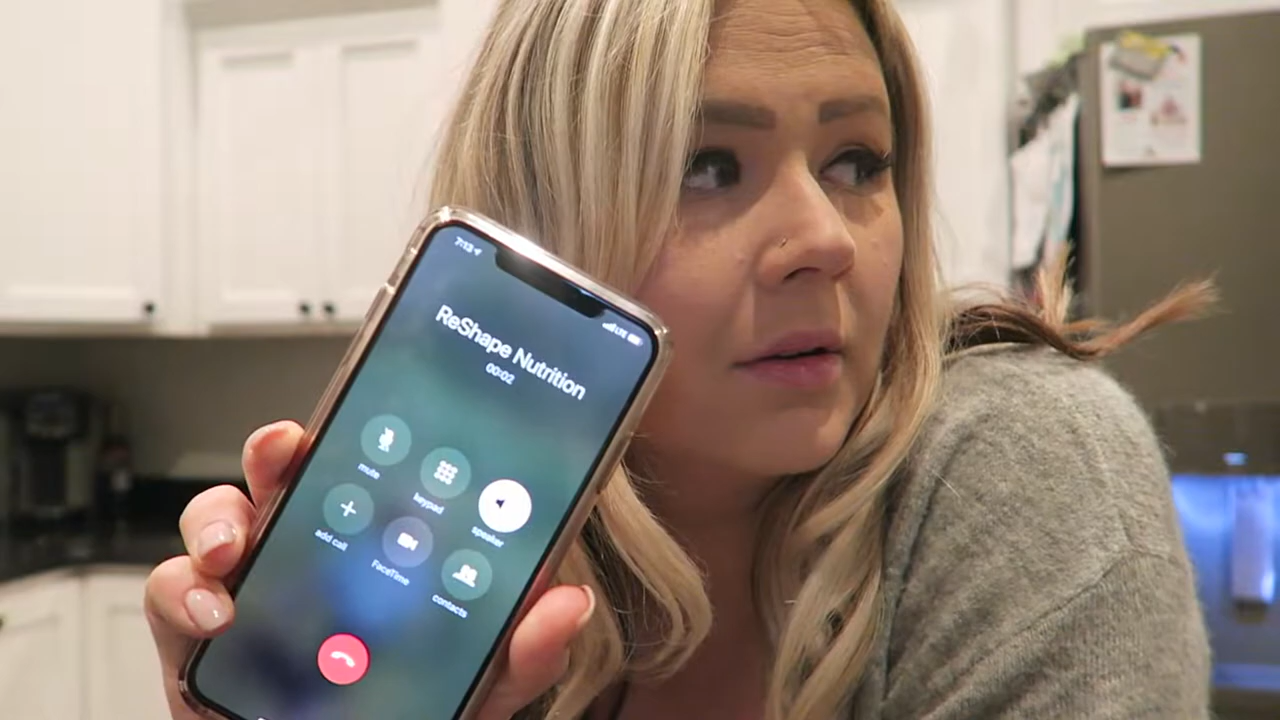 7:13
LTE
ReShape Nutrition
00:02
mute
keypad
speaker
add call
FaceTime
contacts